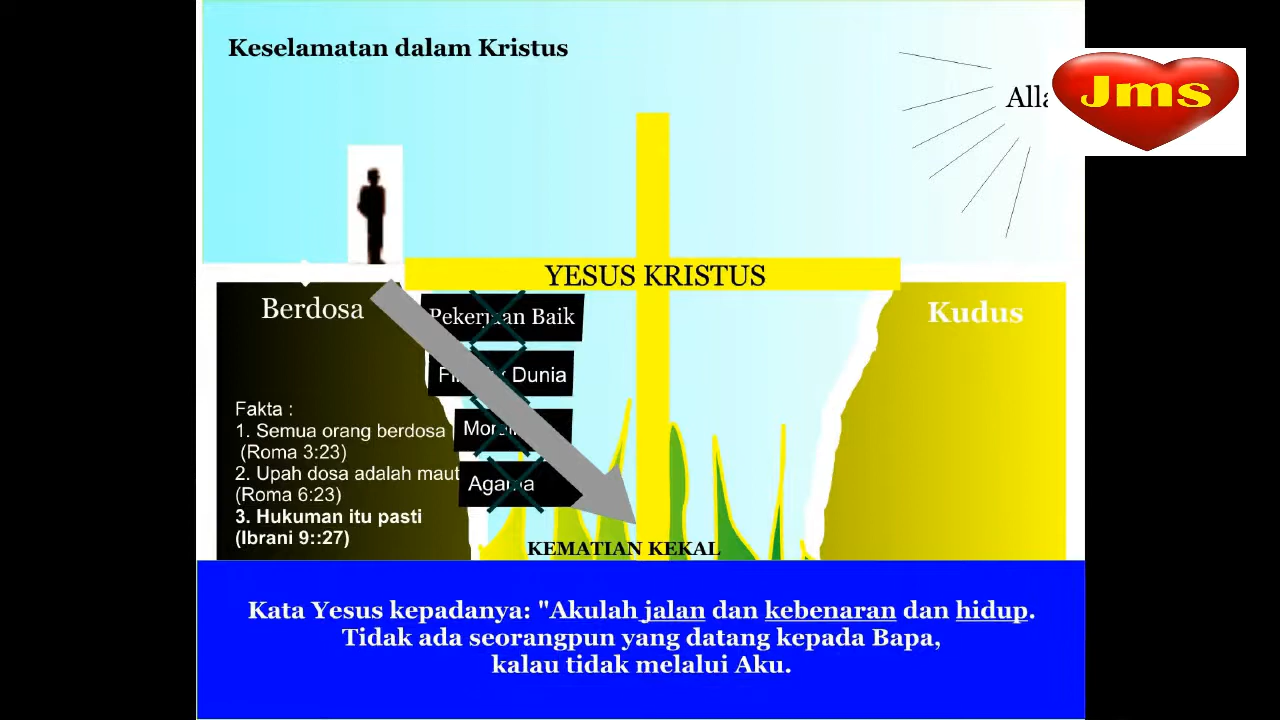 Keselamatan dalam Kristus
Jms
YESUS KRISTUS
Berdosa
Pekerjaan Baik
Kudus
Dunia
Agama
Fakta :
1. Semua orang berdosa
(Roma 3:23)
2. Upah dosa adalah maut
(Roma 6:23)
3. Hukuman itu pasti
(Ibrani 9::27)
KEMATIAN KEKAL
Kata Yesus kepadanya: "Akulah jalan dan kebenaran dan hidup.
Tidak ada seorangpun yang datang kepada Bapa,
kalau tidak melalui Aku.